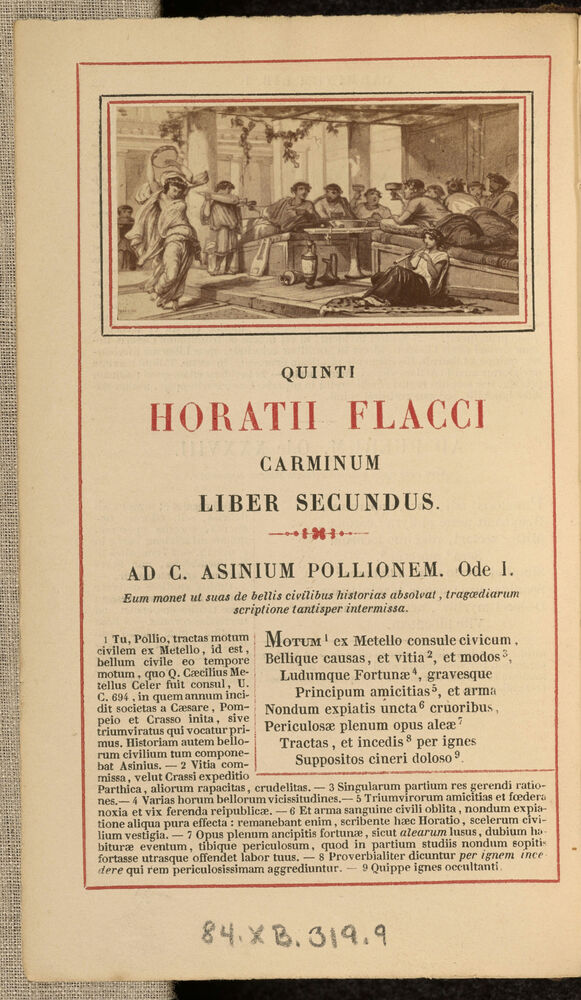 QUINTI
HORATII FLACCI
CARMINUM
LIBER SECUNDUS.
AD C. ASINIUM POLLIONEM. Ode I.
Eum monet ut suas de bellis civilibus historias absolvat, tragœdiarum
scriptione tantisper intermissa.
MOTUM 1 ex Metello consule civicum,
Bellique causas, et vitia 2, et modos 3,
Ludumque Fortunæ 4, gravesque
Principum amicitias 5, et arma
Nondum expiatis uncta 6 cruoribus,
Periculosæ plenum opus aleæ 7
Tractas, et incedis 8 per ignes
Suppositos cineri doloso 9.
1 Tu, Pollio, tractas motum
civilem ex Metello, id est,
bellum civile eo tempore
motum, quo Q. Cæcilius Me-
tellus Celer fuit consul, U.
C. 694, in quem annum inci-
dit societas a Cæsare, Pom-
peio et Crasso inita, sive
triumviratus qui vocatur pri-
mus. Historiam autem bello-
rum civilium tum compone-
bat Asinius. — 2 Vitia com-
missa, velut Crassi expeditio
Parthica, aliorum rapacitas, crudelitas. — 3 Singularum partium res gerendi ratio-
nes. — 4 Varias horum bellorum vicissitudines. — 5 Triumvirorum amicitias et fœdera
noxia et vix ferenda reipublicæ. — 6 Et arma sanguine civili oblita, nondum expia-
tione aliqua pura effecta : remanebant enim, scribente hæc Horatio, scelerum civi-
lium vestigia. — 7 Opus plenum ancipitis fortunæ, sicut alearum lusus, dubium ha-
bituræ eventum, tibique periculosum, quod in partium studiis nondum sopitis
fortasse utrasque offendet labor tuus. — 8 Proverbialiter dicuntur per ignem ince
dere qui rem periculosissimam aggrediuntur. — 9 Quippe ignes occultanti.
84.XB.319.9